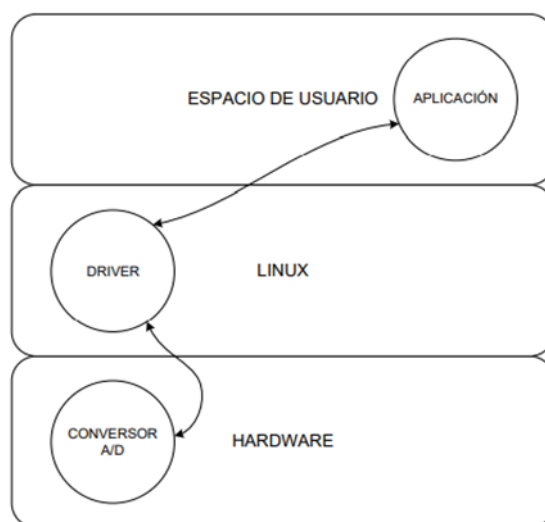 ESPACIO DE USUARIO
APLICACIÓN
DRIVER
LINUX
CONVERSOR
A/D
HARDWARE